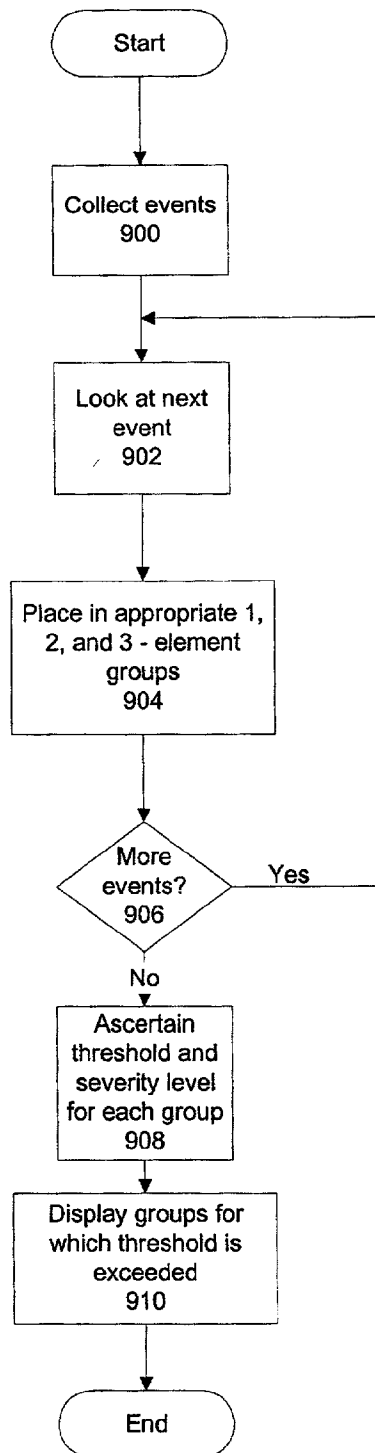 Start
Collect events
900
Look at next
event
902
Place in appropriate 1,
2, and 3 - element
groups
904
More
events?
906
Yes
No
Ascertain
threshold and
severity level
for each group
908
Display groups for
which threshold is
exceeded
910
End